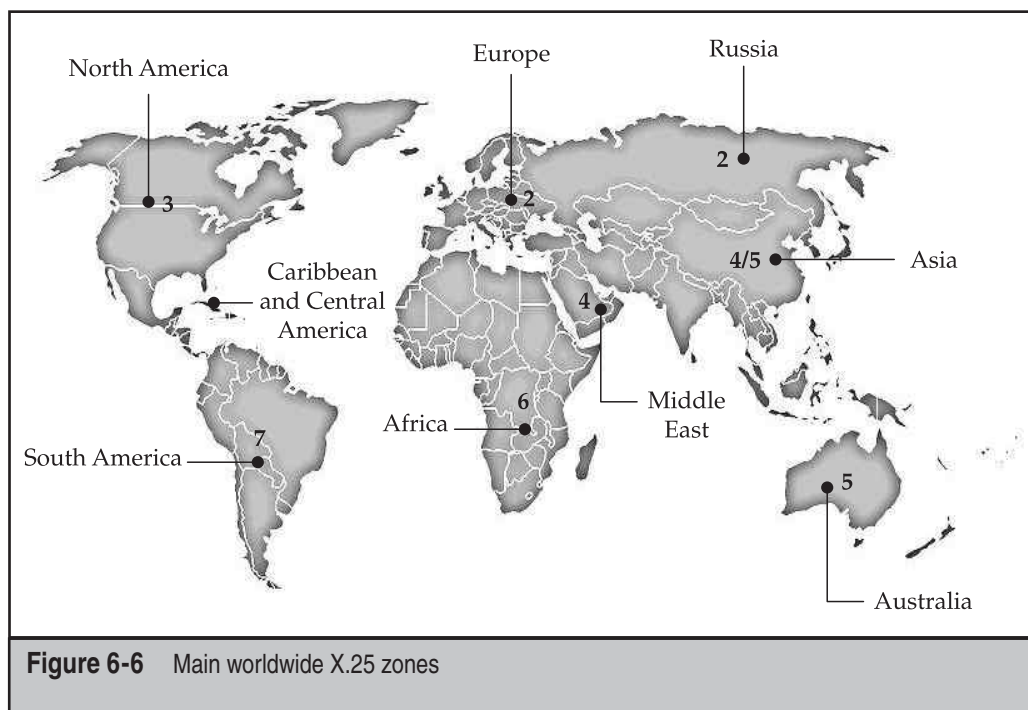 Russia
Europe
North America
2
2
3
4/5
Asia
Caribbean
and Central
America
4
Middle
East
6
Africa
7
South America
5
Australia
Figure 6-6 Main worldwide X.25 zones